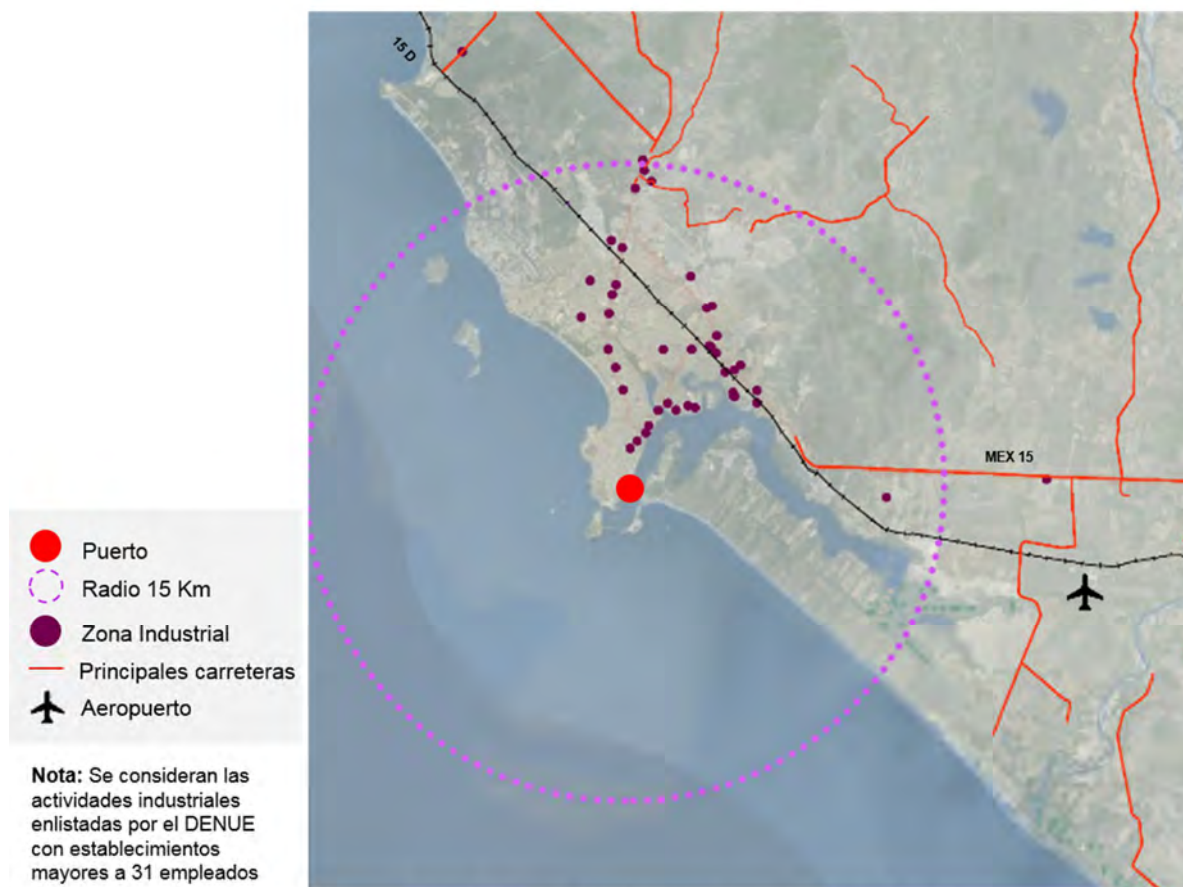 15 D
MEX 15
Puerto
Radio 15 Km
Zona Industrial
Principales carreteras
Aeropuerto
Nota: Se consideran las
actividades industriales
enlistadas por el DENUE
con establecimientos
mayores a 31 empleados